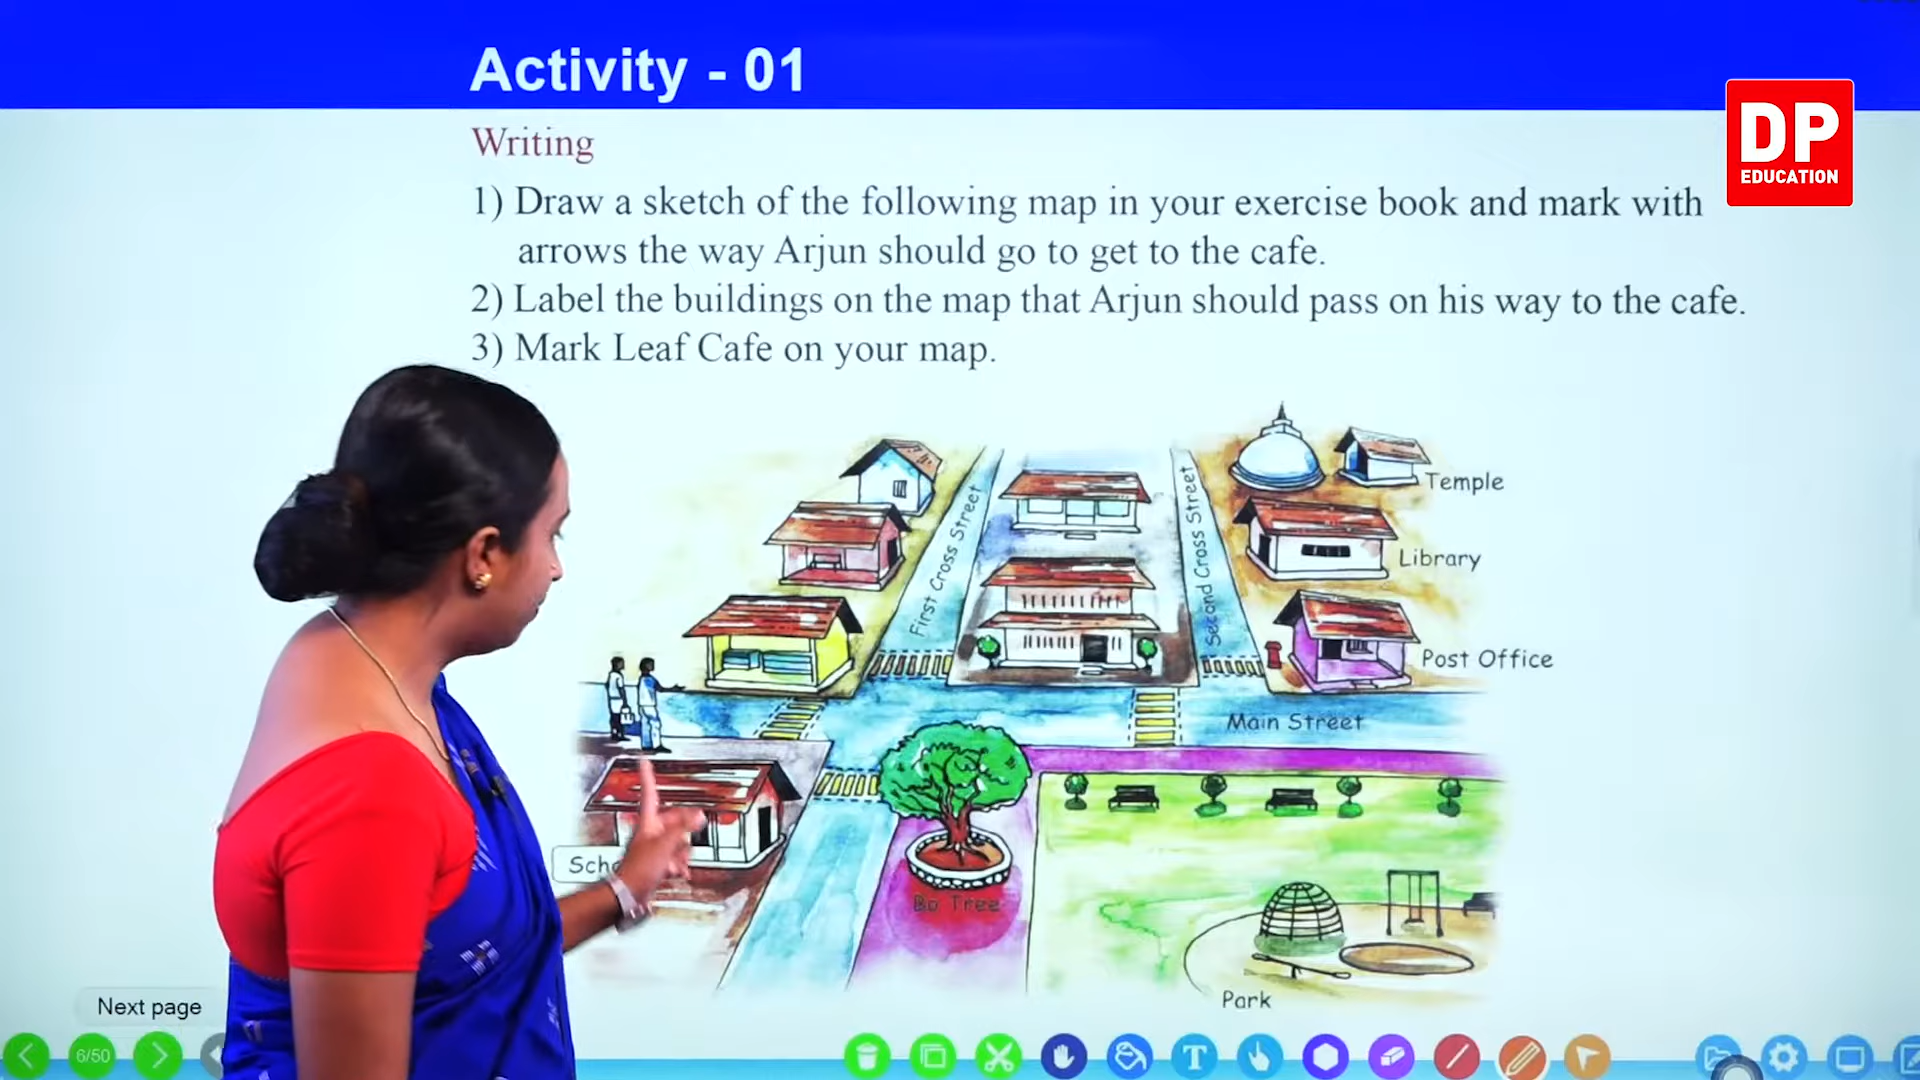 Activity - 01
DP
EDUCATION
Writing
1) Draw a sketch of the following map in your exercise book and mark with
arrows the way Arjun should go to get to the cafe.
2) Label the buildings on the map that Arjun should pass on his way to the cafe.
3) Mark Leaf Cafe on your map.
Temple
First Cross Street
Second Cross Street
Library
Post Office
Main Street
Bo Tree
Park
Next page
6/50
T